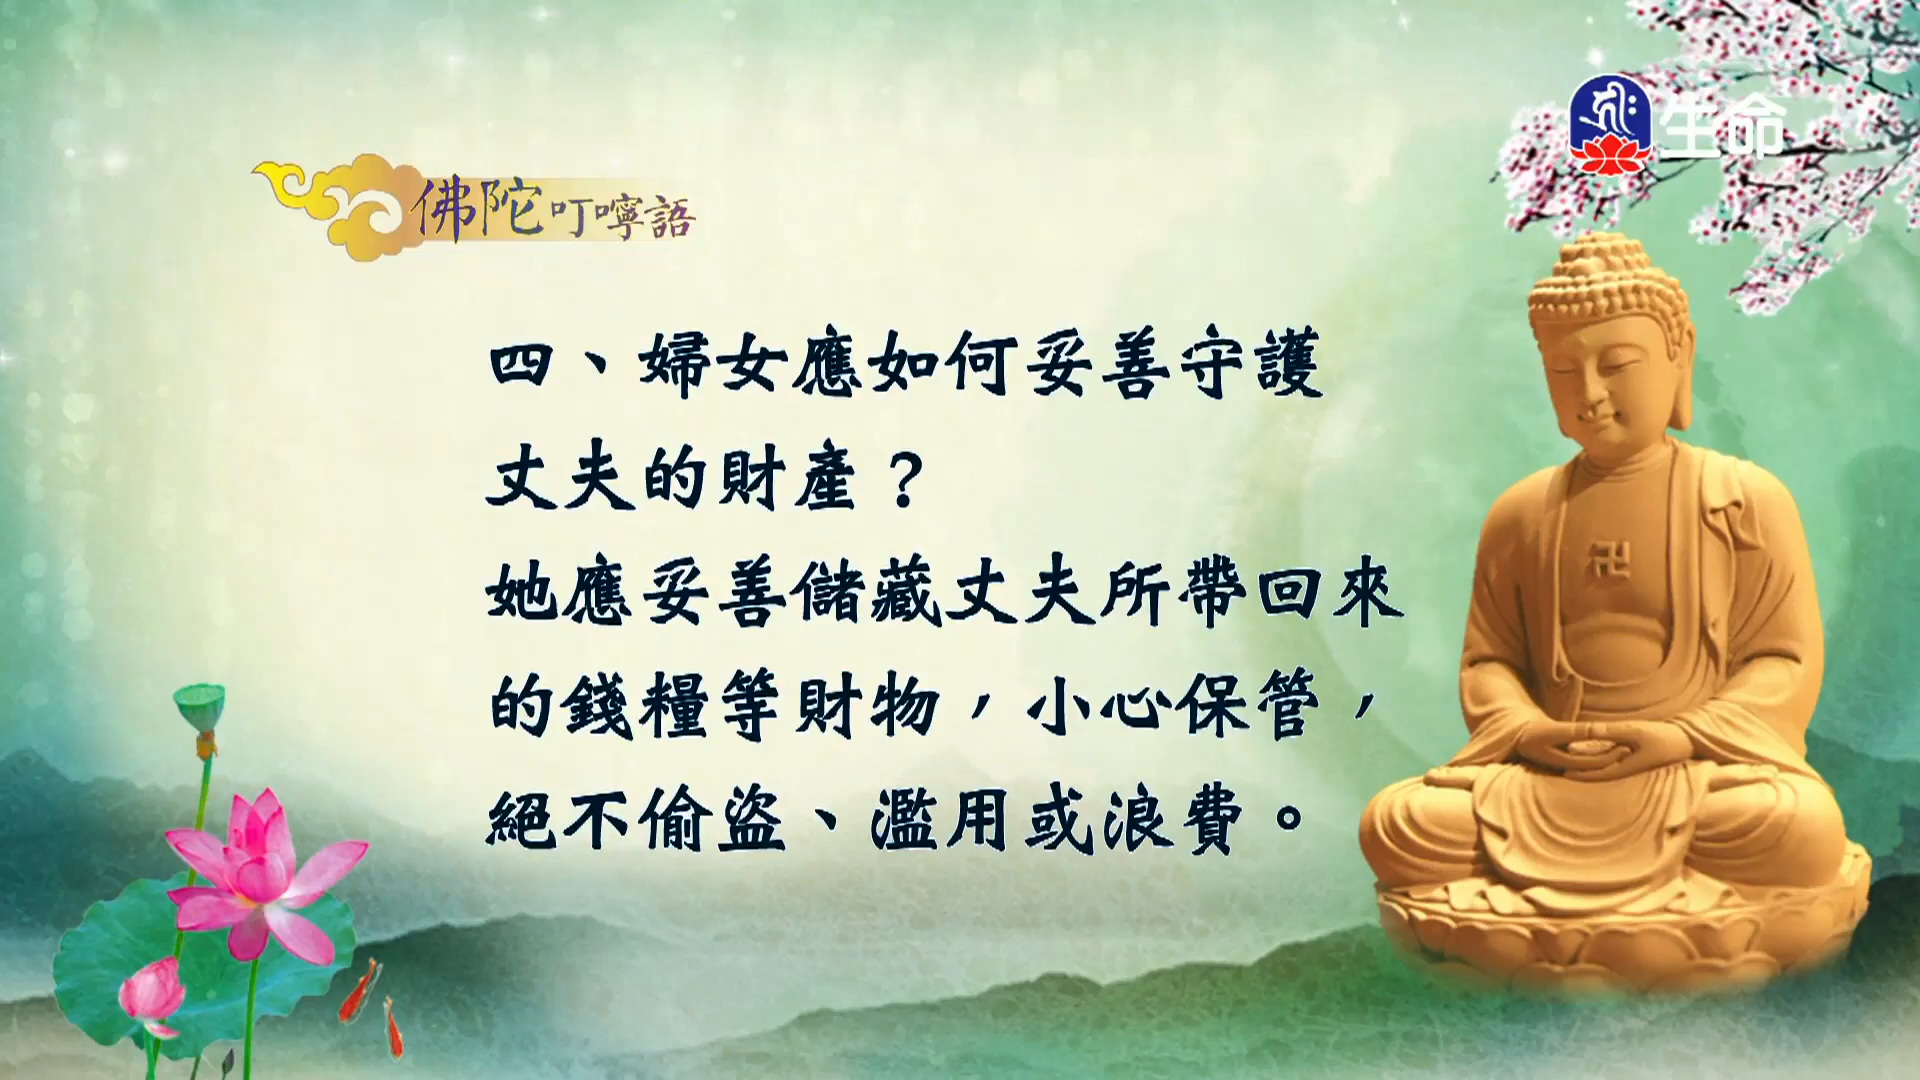 生命
佛陀叮嚀語
四、婦女應如何妥善守護
丈夫的財產？
她應妥善儲藏丈夫所帶回來
的錢糧等財物，小心保管，
絕不偷盜、濫用或浪費。
卍